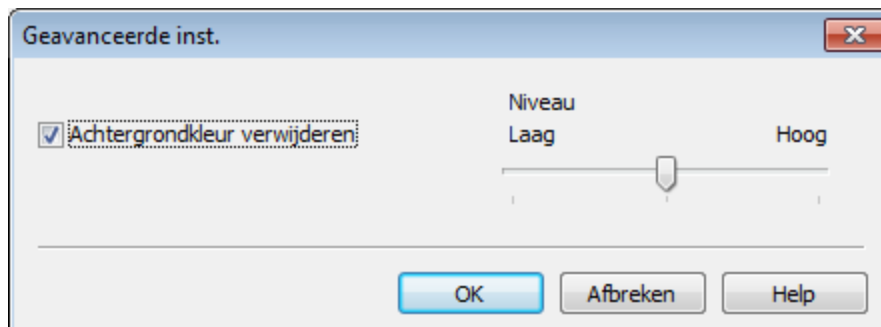 Geavanceerde inst.
Niveau
Achtergrondkleur verwijderen
Laag Hoog
OK Afbreken Help